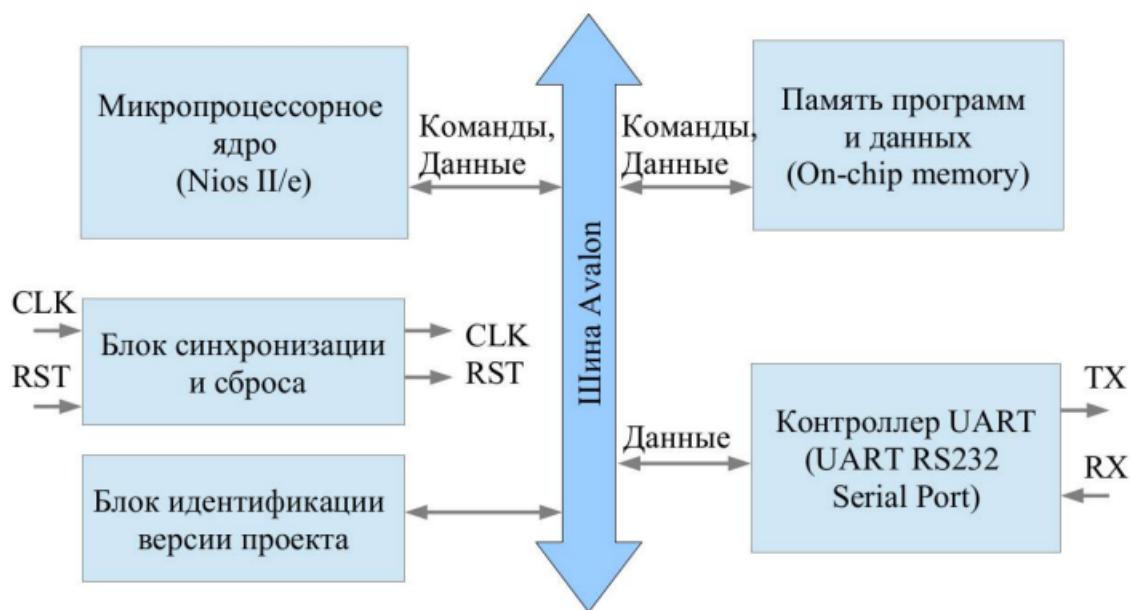 Микропроцессорное
ядро
(Nios II/e)
Команды,
Данные
Шина Avalon
Команды,
Данные
Память программ
и данных
(On-chip memory)
CLK
RST
Блок синхронизации
и сброса
CLK
RST
Блок идентификации
версии проекта
Данные
Контроллер UART
(UART RS232
Serial Port)
TX
RX